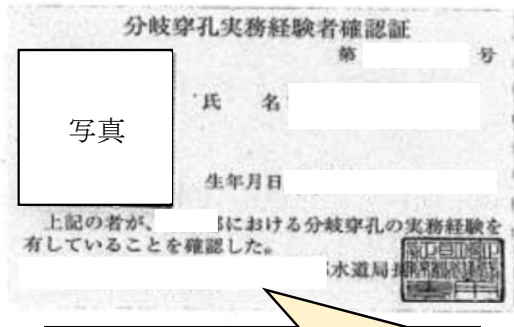 分岐穿孔実務経験者確認証
第 号
氏 名
写真
生年月日
上記の者が、 における分岐穿孔の実務経験を
有していることを確認した。
水道局長